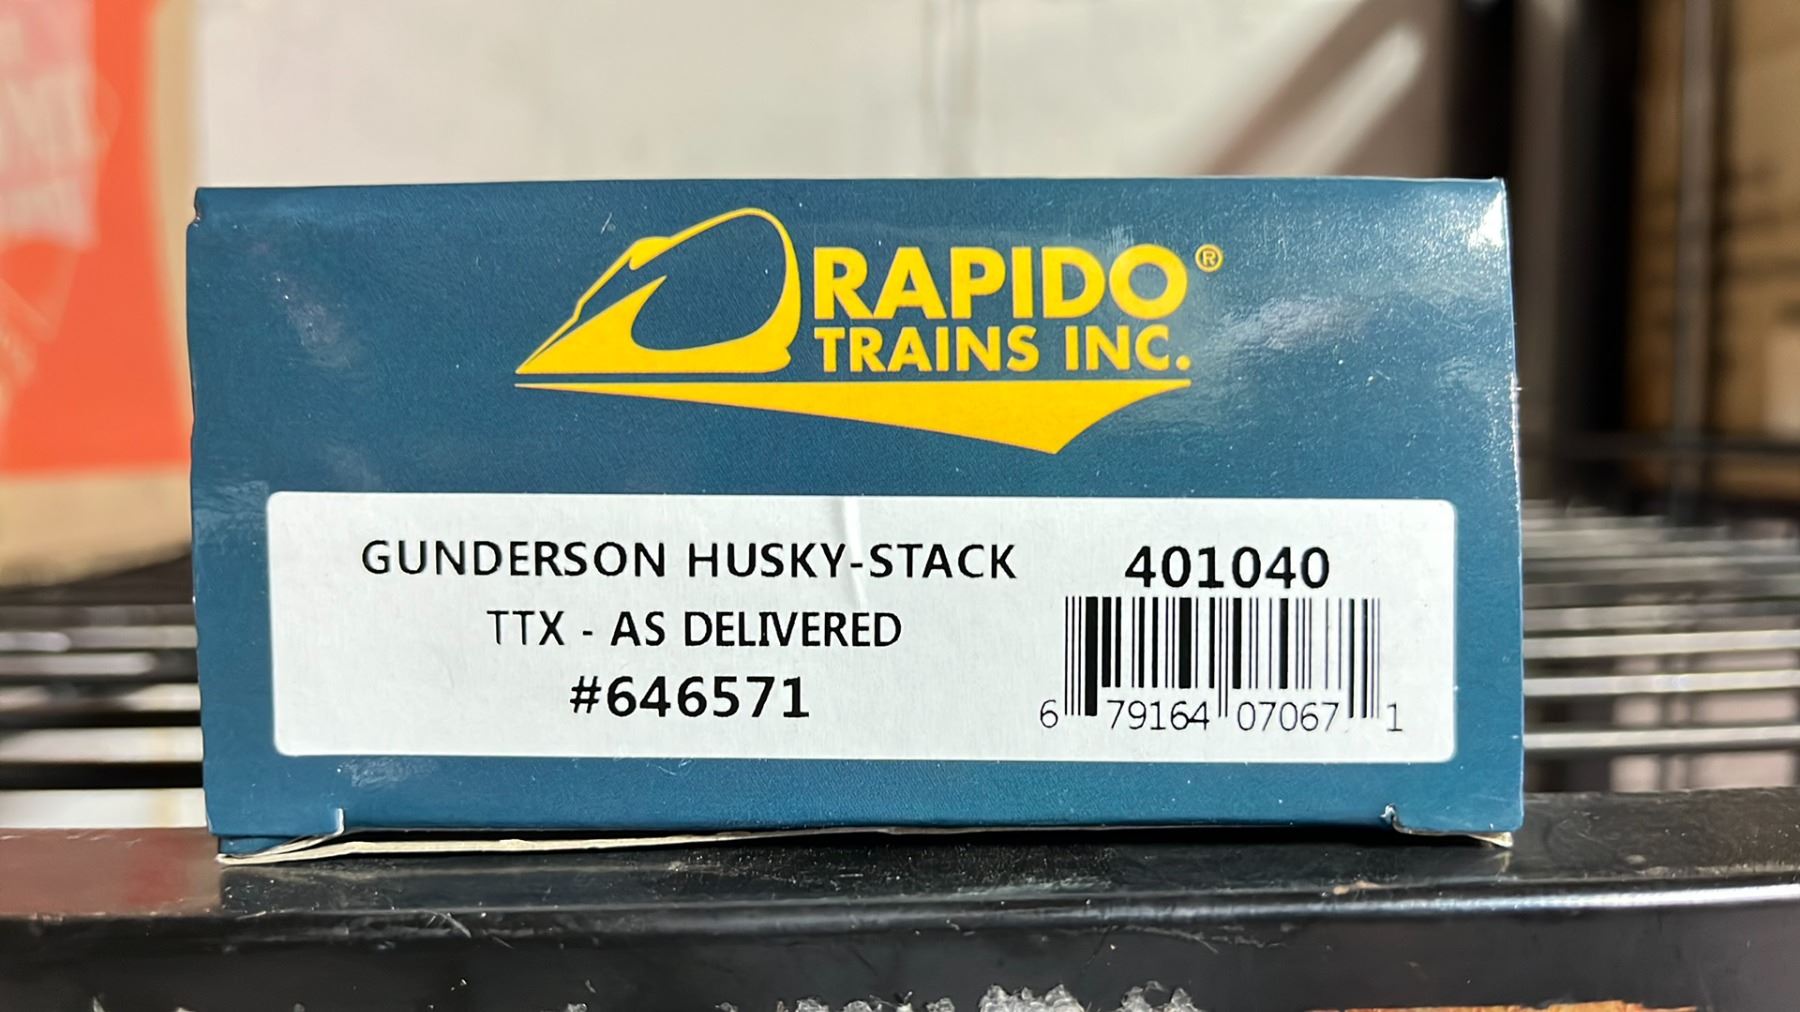 RAPIDO®
TRAINS INC.
GUNDERSON HUSKY-STACK
TTX - AS DELIVERED
#646571
401040
6 79164 07067 1